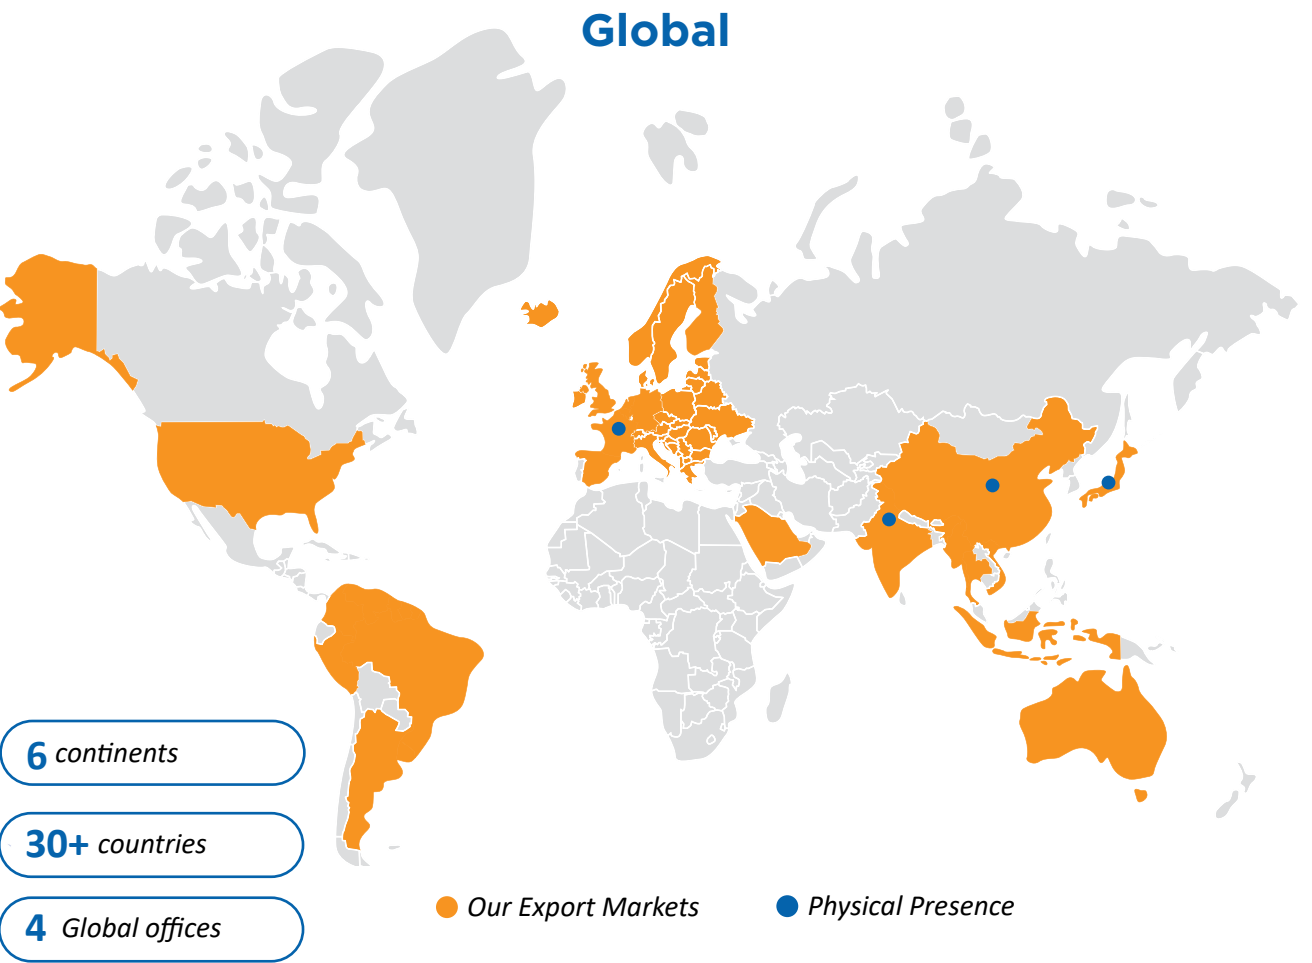 Global
6 continents
30+ countries
4 Global offices
Our Export Markets
Physical Presence